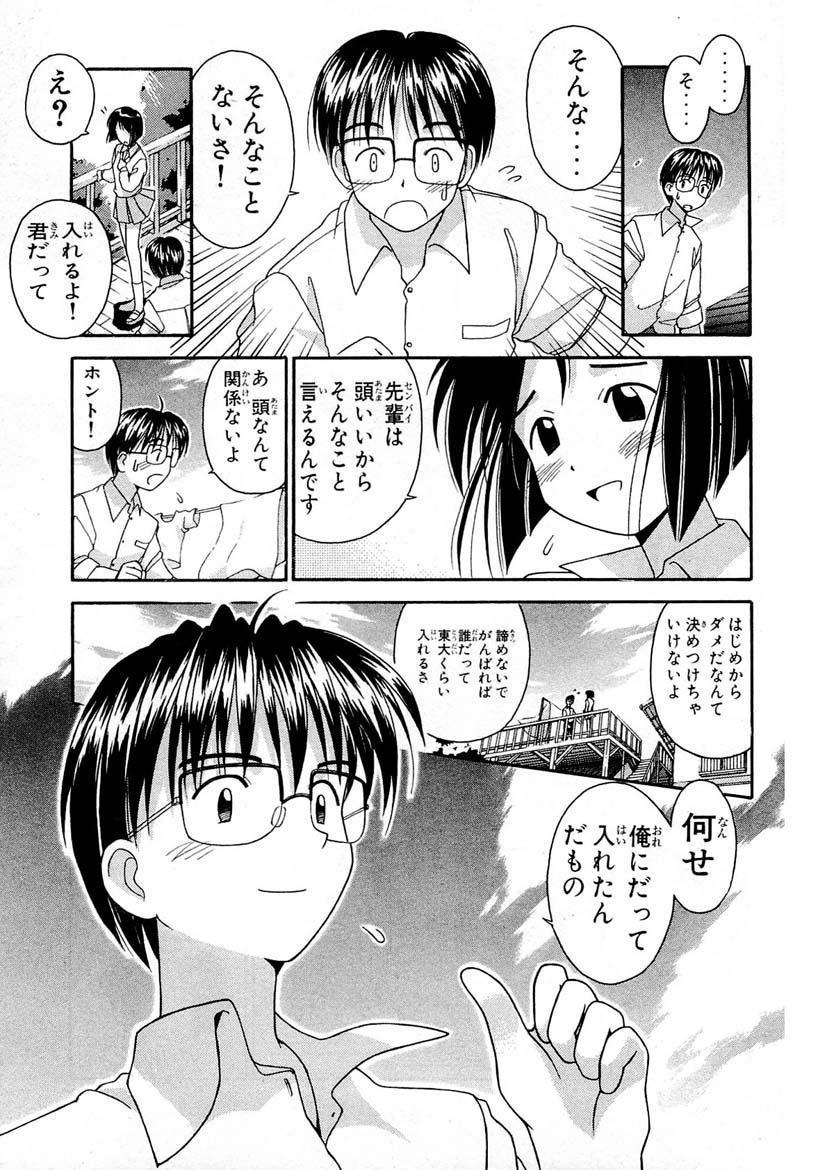 ‥‥
そ‥‥
そんな‥‥
そんなこと
ないさ！
え？
入れるよ！
君だって
先輩は
頭いいから
そんなこと
言えるんです
あ 頭なんて
関係ないよ
ホント！
はじめから
ダメだなんて
決めつけちゃ
いけないよ
諦めないで
がんばれば
誰だって
東大くらい
入れるさ
何せ
俺にだって
入れたん
だもの